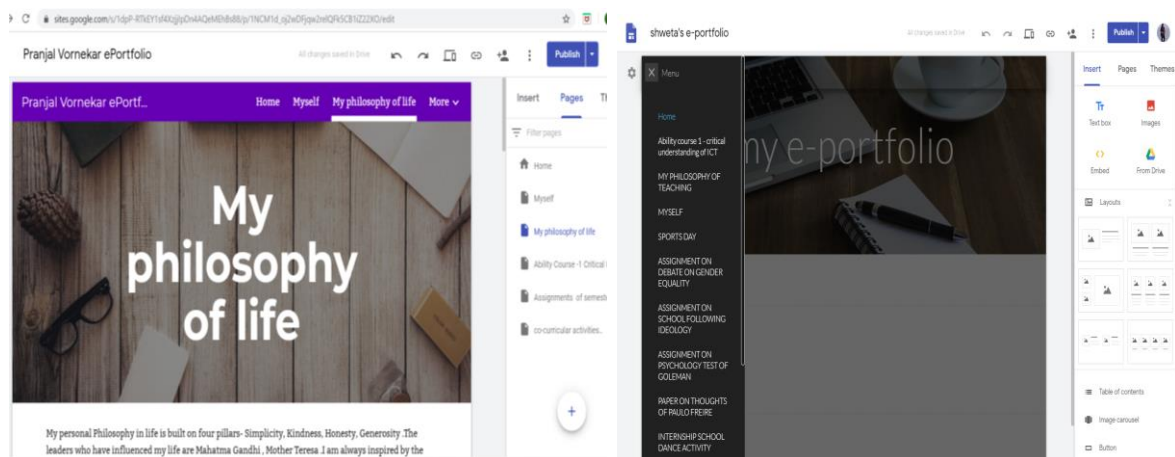 Pranjal Vornekar ePortfolio
All changes saved in Drive
Publish
Pranjal Vornekar ePortf...
Home Myself My philosophy of life More
My
philosophy
of life
My personal Philosophy in life is built on four pillars- Simplicity, Kindness, Honesty, Generosity .The
leaders who have influenced my life are Mahatma Gandhi , Mother Teresa .I am always inspired by the
Insert Pages Th
Filter pages
Home
Myself
My philosophy of life
Ability Course -1 Critical
Assignments of semest
co-curricular activities..
shweta's e-portfolio
All changes saved in Drive
Publish
X Menu
Home
Ability course 1 - critical
understanding of ICT
MY PHILOSOPHY OF
TEACHING
MYSELF
SPORTS DAY
ASSIGNMENT ON
DEBATE ON GENDER
EQUALITY
ASSIGNMENT ON
SCHOOL FOLLOWING
IDEOLOGY
ASSIGNMENT ON
PSYCHOLOGY TEST OF
GOLEMAN
PAPER ON THOUGHTS
OF PAULO FREIRE
INTERNSHIP SCHOOL
DANCE ACTIVITY
my e-portfolio
Insert Pages Themes
Tt
Text box Images
Embed From Drive
Layouts
Table of contents
Image carousel
Button